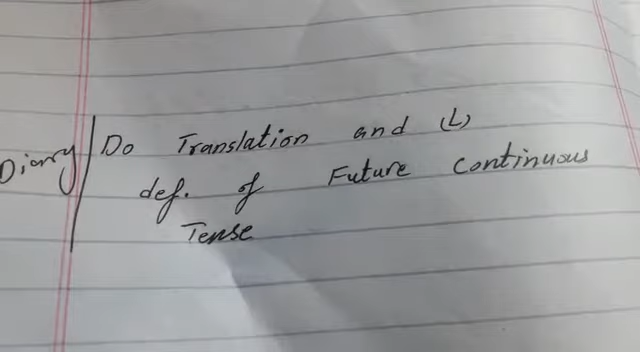 Diary Do Translation and (L)
def. of Future Continuous
Tense